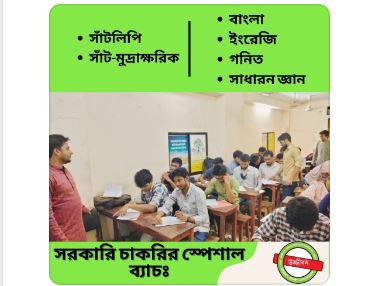 সাঁটলিপি
সাঁট-মুদ্রাক্ষরিক
বাংলা
ইংরেজি
গনিত
সাধারন জ্ঞান
সরকারি চাকরির স্পেশাল
ব্যাচঃ